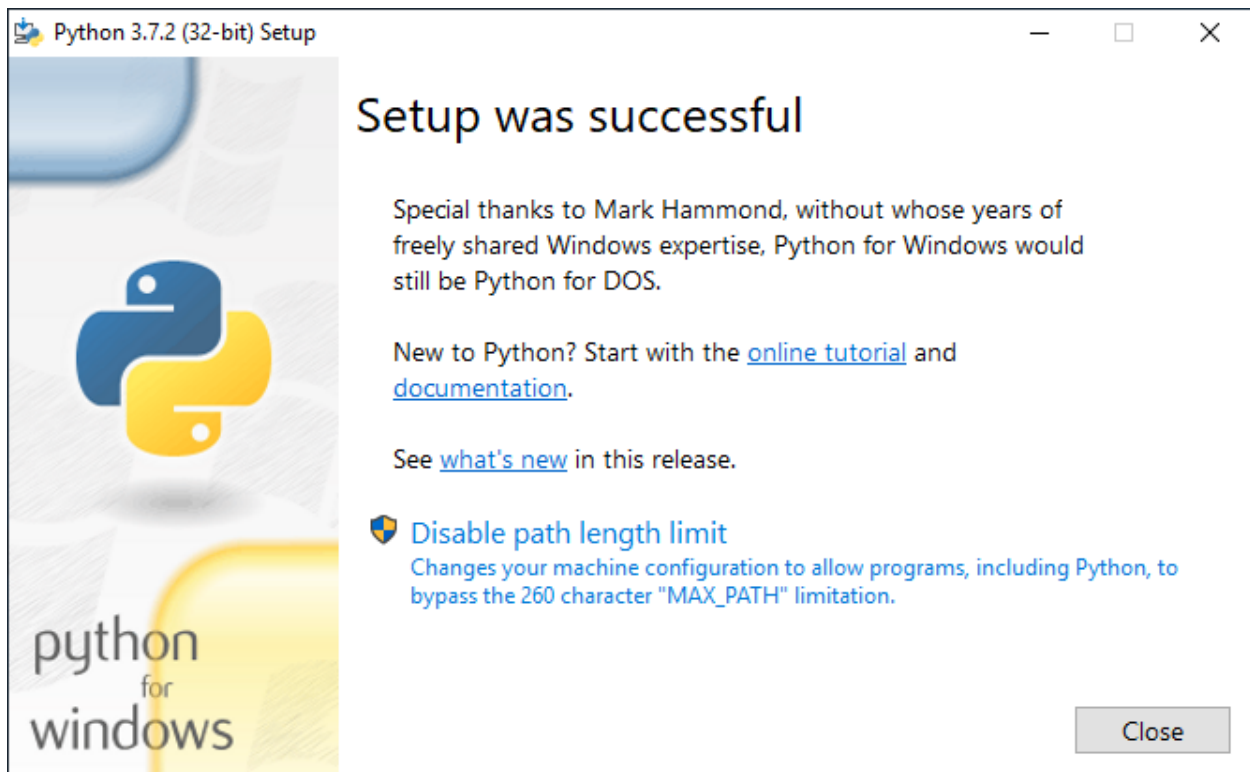 Python 3.7.2 (32-bit) Setup
Setup was successful
Special thanks to Mark Hammond, without whose years of
freely shared Windows expertise, Python for Windows would
still be Python for DOS.
New to Python? Start with the online tutorial and
documentation.
See what's new in this release.
Disable path length limit
Changes your machine configuration to allow programs, including Python, to
bypass the 260 character "MAX_PATH" limitation.
python
for
windows
Close